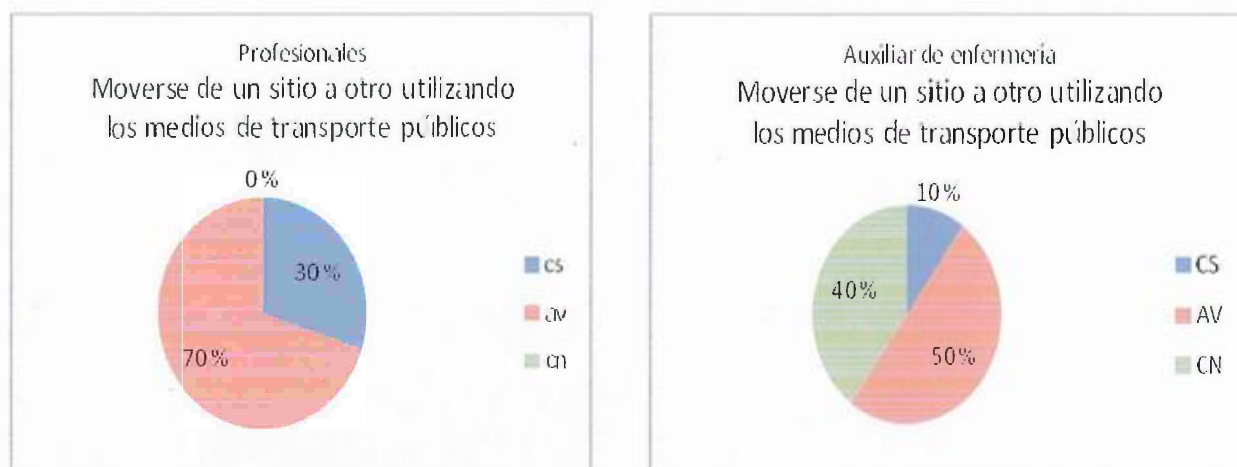 Profesionales
Moverse de un sitio a otro utilizando
los medios de transporte públicos
0%
30%
70%
cs
av
cn
Auxiliar de enfermería
Moverse de un sitio a otro utilizando
los medios de transporte públicos
10%
40%
50%
CS
AV
CN